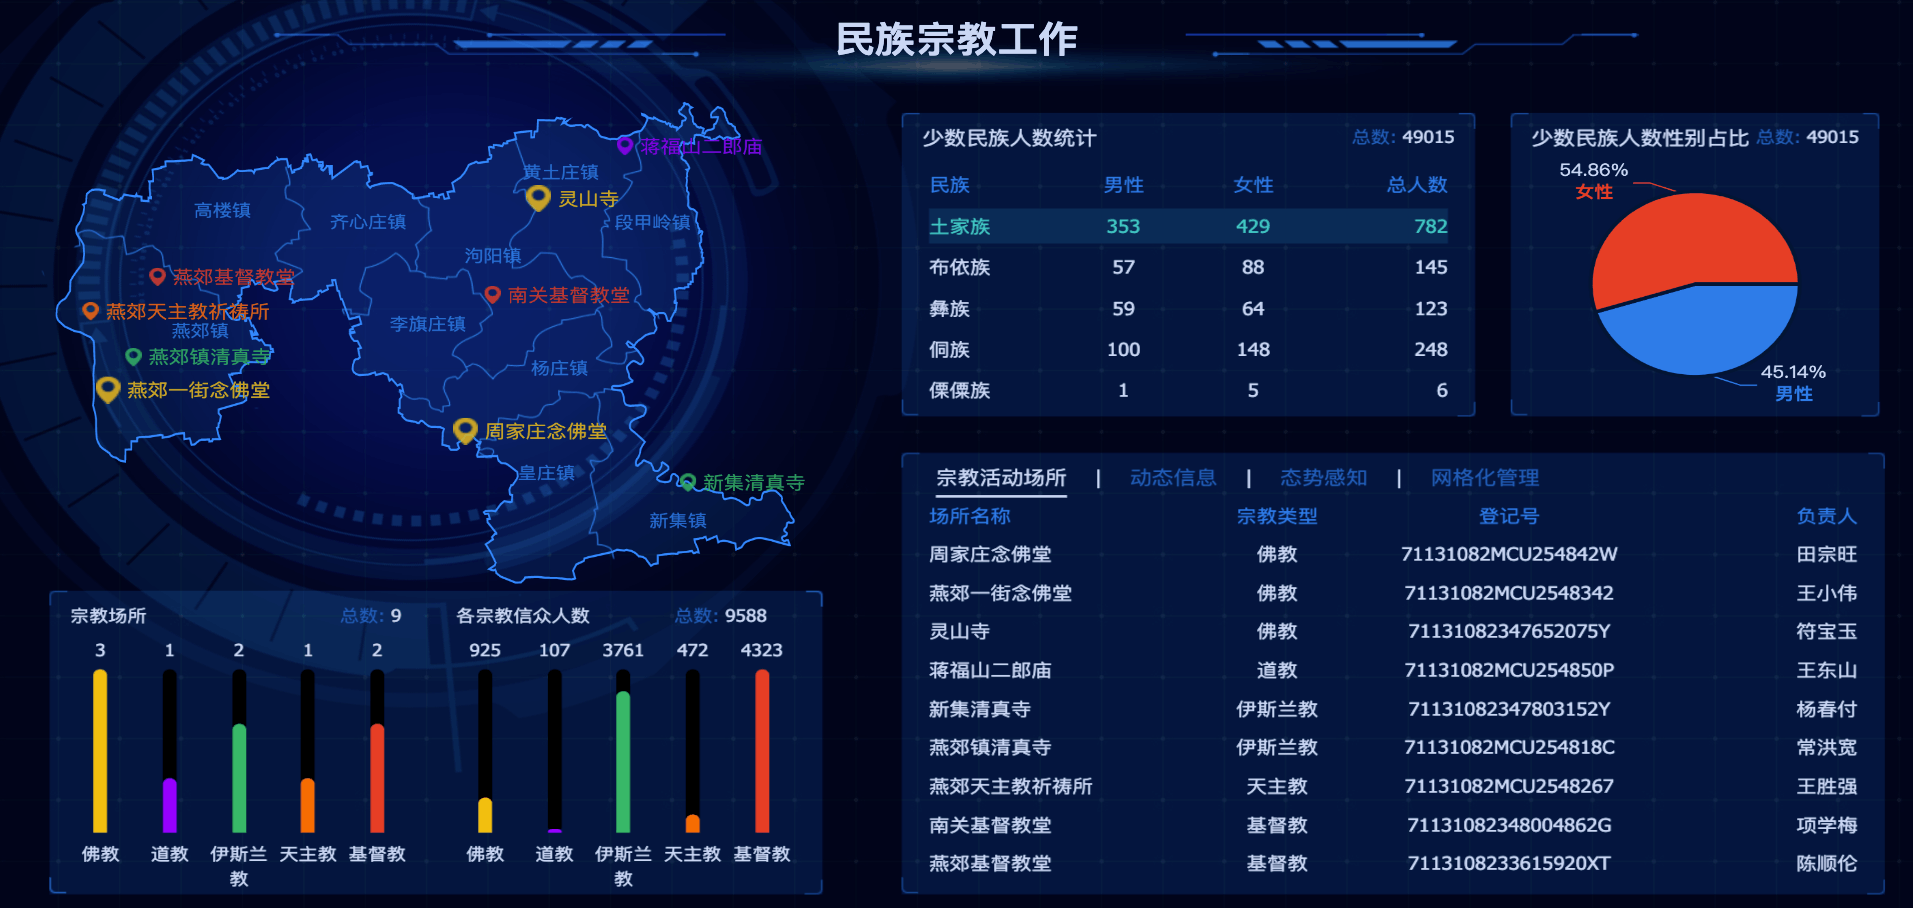 民族宗教工作
蒋福山二郎庙
黄土庄镇
灵山寺
高楼镇
齐心庄镇
段甲岭镇
泃阳镇
燕郊基督教堂
南关基督教堂
燕郊天主教祈祷所
李旗庄镇
燕郊镇
燕郊镇清真寺
杨庄镇
燕郊一街念佛堂
周家庄念佛堂
皇庄镇
新集清真寺
新集镇
少数民族人数统计 总数: 49015
民族 男性 女性 总人数
土家族 353 429 782
布依族 57 88 145
彝族 59 64 123
侗族 100 148 248
傈僳族 1 5 6
少数民族人数性别占比 总数: 49015
54.86%
女性
45.14%
男性
宗教场所 总数: 9
3 1 2 1 2
佛教 道教 伊斯兰教 天主教 基督教
各宗教信众人数 总数: 9588
925 107 3761 472 4323
佛教 道教 伊斯兰教 天主教 基督教
宗教活动场所 | 动态信息 | 态势感知 | 网格化管理
场所名称 宗教类型 登记号 负责人
周家庄念佛堂 佛教 71131082MCU254842W 田宗旺
燕郊一街念佛堂 佛教 71131082MCU2548342 王小伟
灵山寺 佛教 71131082347652075Y 符宝玉
蒋福山二郎庙 道教 71131082MCU254850P 王东山
新集清真寺 伊斯兰教 71131082347803152Y 杨春付
燕郊镇清真寺 伊斯兰教 71131082MCU254818C 常洪宽
燕郊天主教祈祷所 天主教 71131082MCU2548267 王胜强
南关基督教堂 基督教 71131082348004862G 项学梅
燕郊基督教堂 基督教 7113108233615920XT 陈顺伦